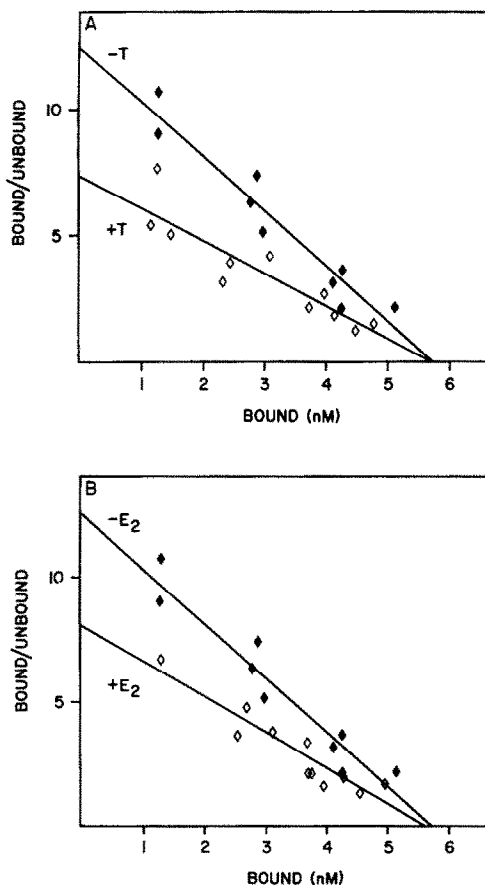 A
-T
10
BOUND/UNBOUND
5
+T
1 2 3 4 5 6
BOUND (nM)
B
-E2
10
BOUND/UNBOUND
5
+E2
1 2 3 4 5 6
BOUND (nM)